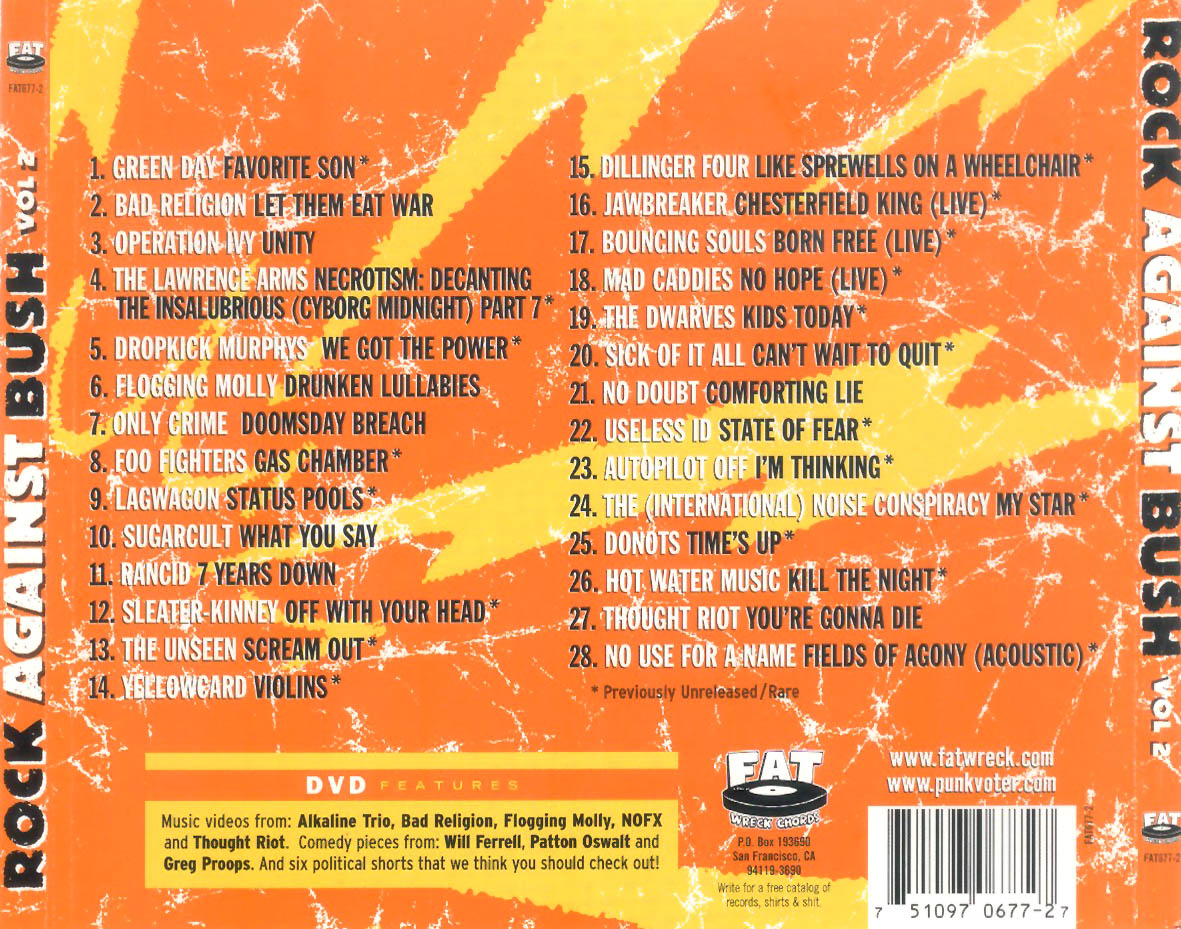 FAT
FAT677-2
ROCK AGAINST BUSH VOL 2
1. GREEN DAY FAVORITE SON*
2. BAD RELIGION LET THEM EAT WAR
3. OPERATION IVY UNITY
4. THE LAWRENCE ARMS NECROTISM: DECANTING
THE INSALUBRIOUS (CYBORG MIDNIGHT) PART 7*
5. DROPKICK MURPHYS WE GOT THE POWER*
6. FLOGGING MOLLY DRUNKEN LULLABIES
7. ONLY CRIME DOOMSDAY BREACH
8. FOO FIGHTERS GAS CHAMBER*
9. LAGWAGON STATUS POOLS*
10. SUGARCULT WHAT YOU SAY
11. RANCID 7 YEARS DOWN
12. SLEATER-KINNEY OFF WITH YOUR HEAD*
13. THE UNSEEN SCREAM OUT*
14. YELLOWCARD VIOLINS*
15. DILLINGER FOUR LIKE SPREWELLS ON A WHEELCHAIR*
16. JAWBREAKER CHESTERFIELD KING (LIVE)*
17. BOUNCING SOULS BORN FREE (LIVE)*
18. MAD CADDIES NO HOPE (LIVE)*
19. THE DWARVES KIDS TODAY*
20. SICK OF IT ALL CAN'T WAIT TO QUIT*
21. NO DOUBT COMFORTING LIE
22. USELESS ID STATE OF FEAR*
23. AUTOPILOT OFF I'M THINKING*
24. THE (INTERNATIONAL) NOISE CONSPIRACY MY STAR*
25. DONOTS TIME'S UP*
26. HOT WATER MUSIC KILL THE NIGHT*
27. THOUGHT RIOT YOU'RE GONNA DIE
28. NO USE FOR A NAME FIELDS OF AGONY (ACOUSTIC)*
* Previously Unreleased/Rare
DVD FEATURES
Music videos from: Alkaline Trio, Bad Religion, Flogging Molly, NOFX
and Thought Riot. Comedy pieces from: Will Ferrell, Patton Oswalt and
Greg Proops. And six political shorts that we think you should check out!
FAT
WRECK CHORDS
P.O. Box 193690
San Francisco, CA
94119-3690
Write for a free catalog of
records, shirts & shit.
www.fatwreck.com
www.punkvoter.com
FAT677-2
7 51097 0677-2 7
ROCK AGAINST BUSH VOL 2
FAT
FAT677-2